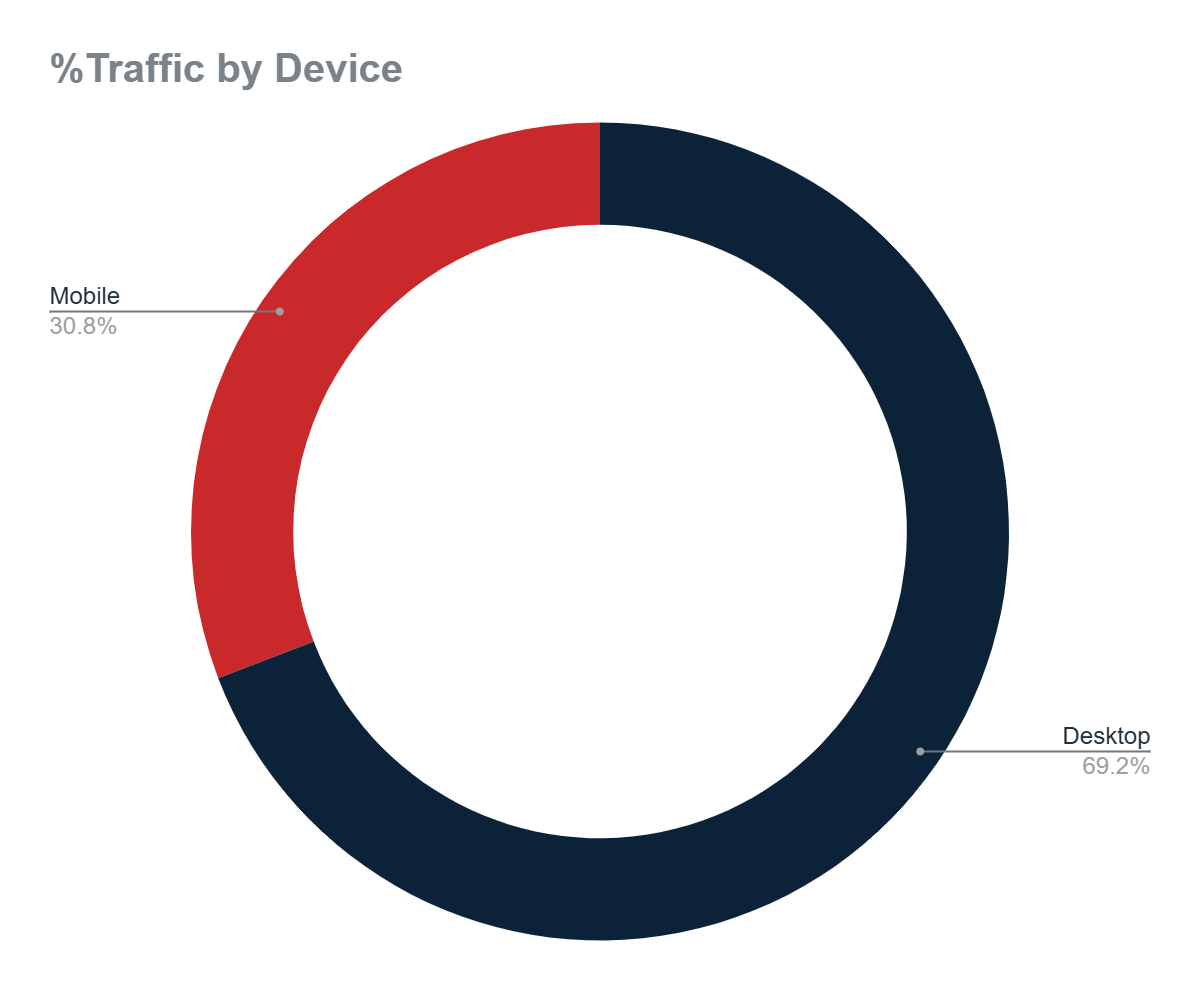 %Traffic by Device
Mobile
30.8%
Desktop
69.2%